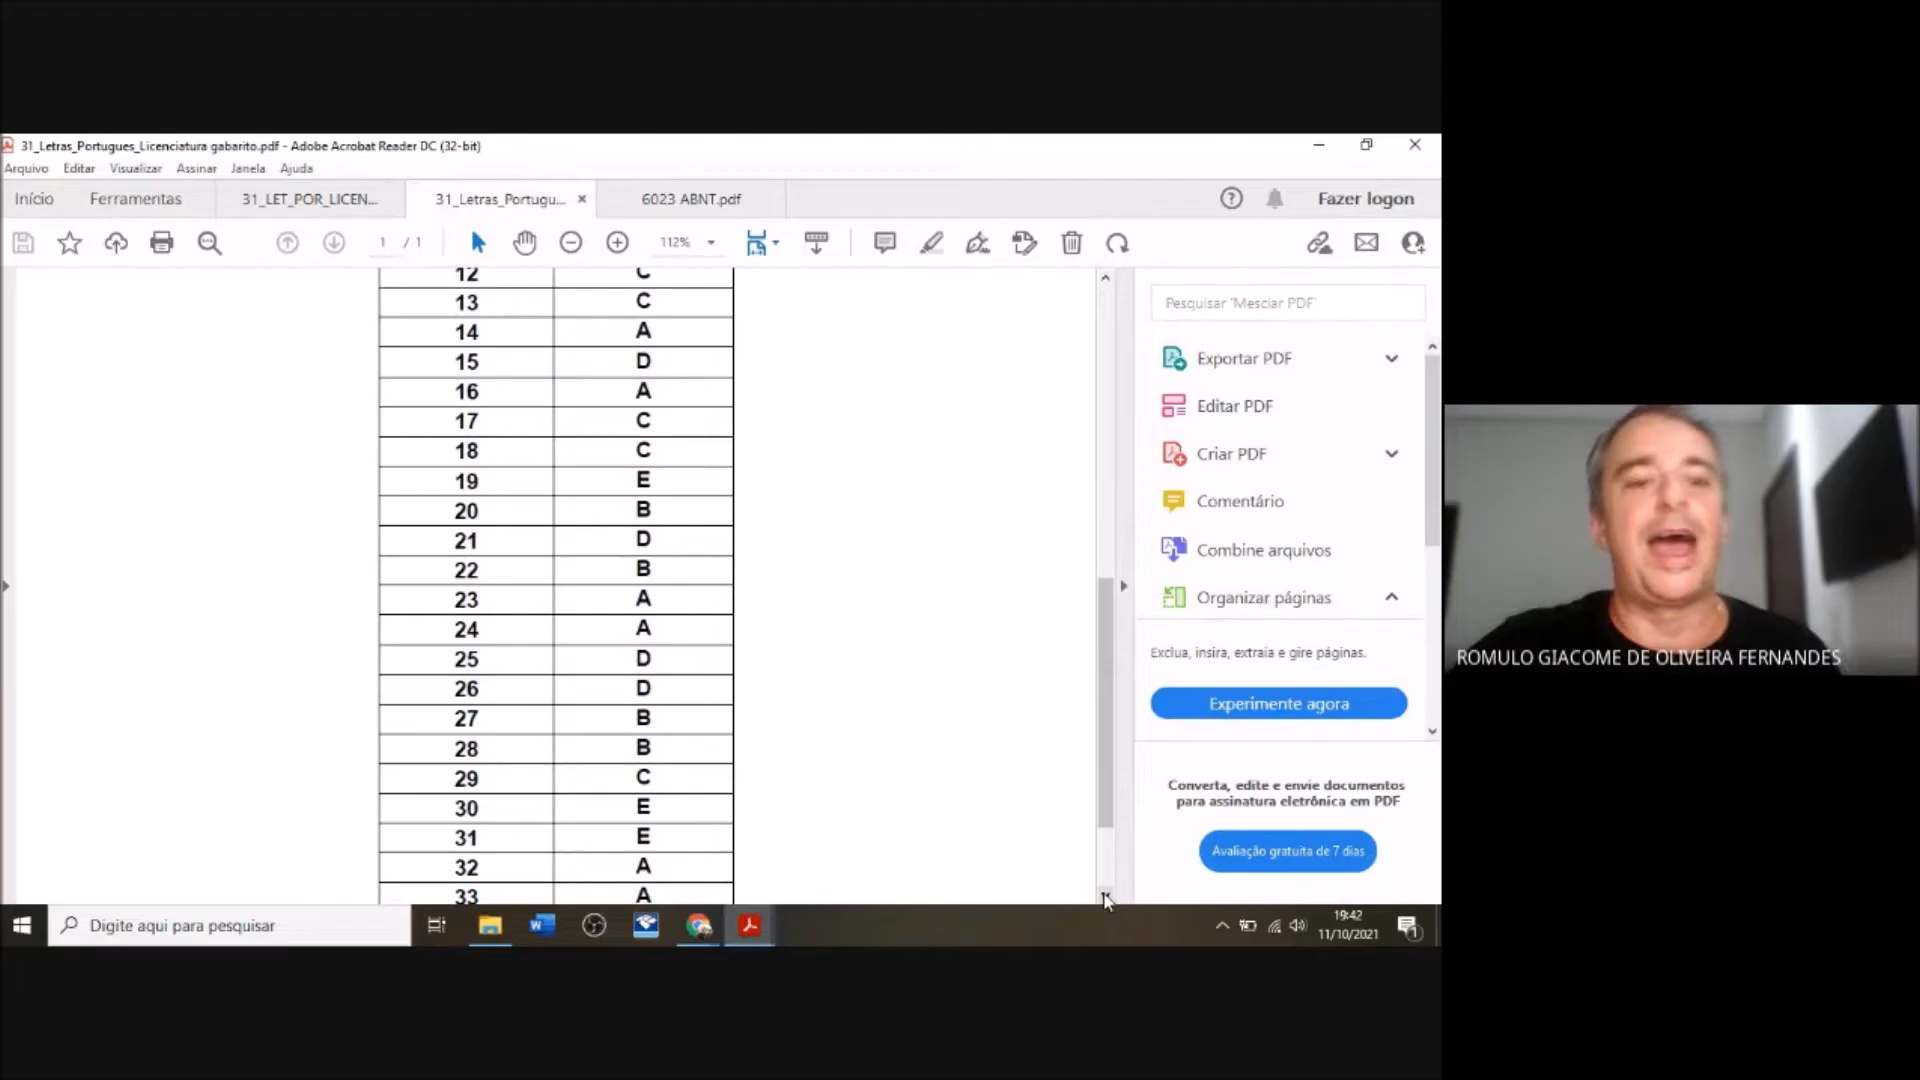 31_Letras_Portugues_Licenciatura gabarito.pdf - Adobe Acrobat Reader DC (32-bit)
Arquivo Editar Visualizar Assinar Janela Ajuda
Início Ferramentas 31_LET_POR_LICEN... 31_Letras_Portugu... × 6023 ABNT.pdf Fazer logon
1 / 1 112%
12 C
13 C
14 A
15 D
16 A
17 C
18 C
19 E
20 B
21 D
22 B
23 A
24 A
25 D
26 D
27 B
28 B
29 C
30 E
31 E
32 A
33 A
Pesquisar "Mesclar PDF"
Exportar PDF
Editar PDF
Criar PDF
Comentário
Combine arquivos
Organizar páginas
Exclua, insira, extraia e gire páginas.
Experimente agora
Converta, edite e envie documentos
para assinatura eletrônica em PDF
Avaliação gratuita de 7 dias
ROMULO GIACOME DE OLIVEIRA FERNANDES
Digite aqui para pesquisar
19:42
11/10/2021
1